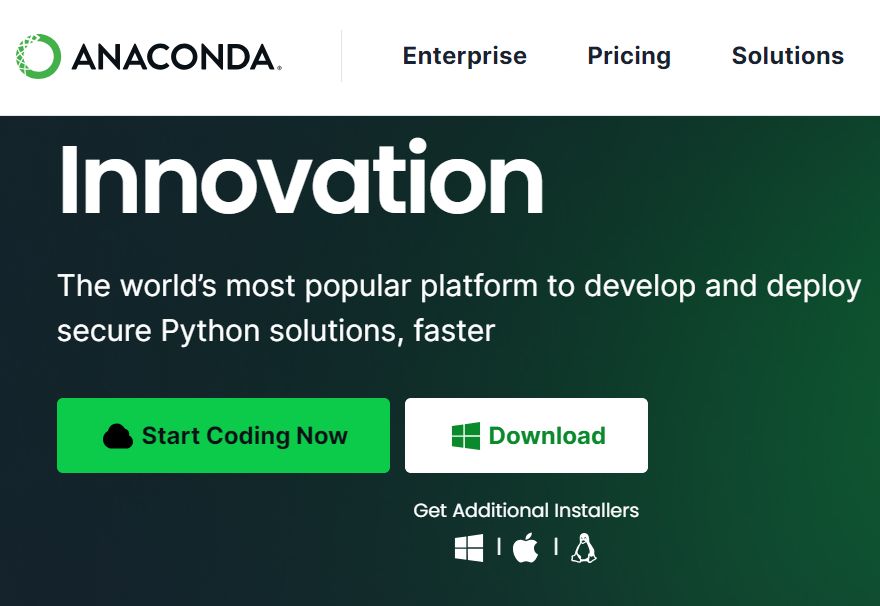 ANACONDA.
Enterprise
Pricing
Solutions
Innovation
The world’s most popular platform to develop and deploy
secure Python solutions, faster
Start Coding Now
Download
Get Additional Installers